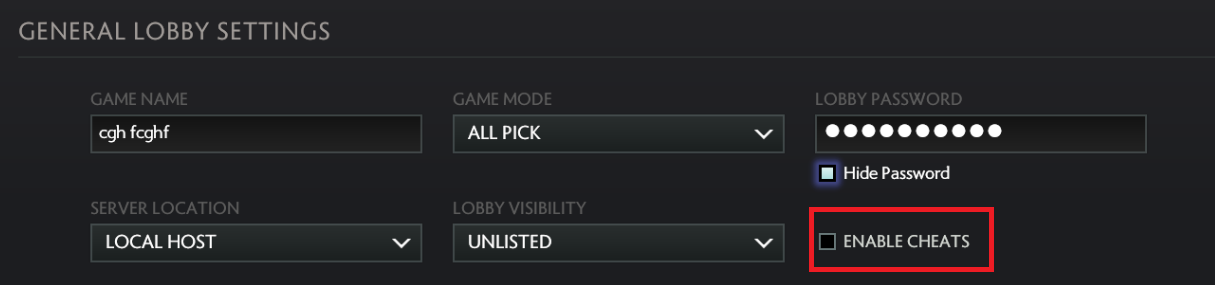 GENERAL LOBBY SETTINGS
GAME NAME
GAME MODE
LOBBY PASSWORD
cgh fcghf
ALL PICK
●●●●●●●●●●
Hide Password
SERVER LOCATION
LOBBY VISIBILITY
LOCAL HOST
UNLISTED
ENABLE CHEATS